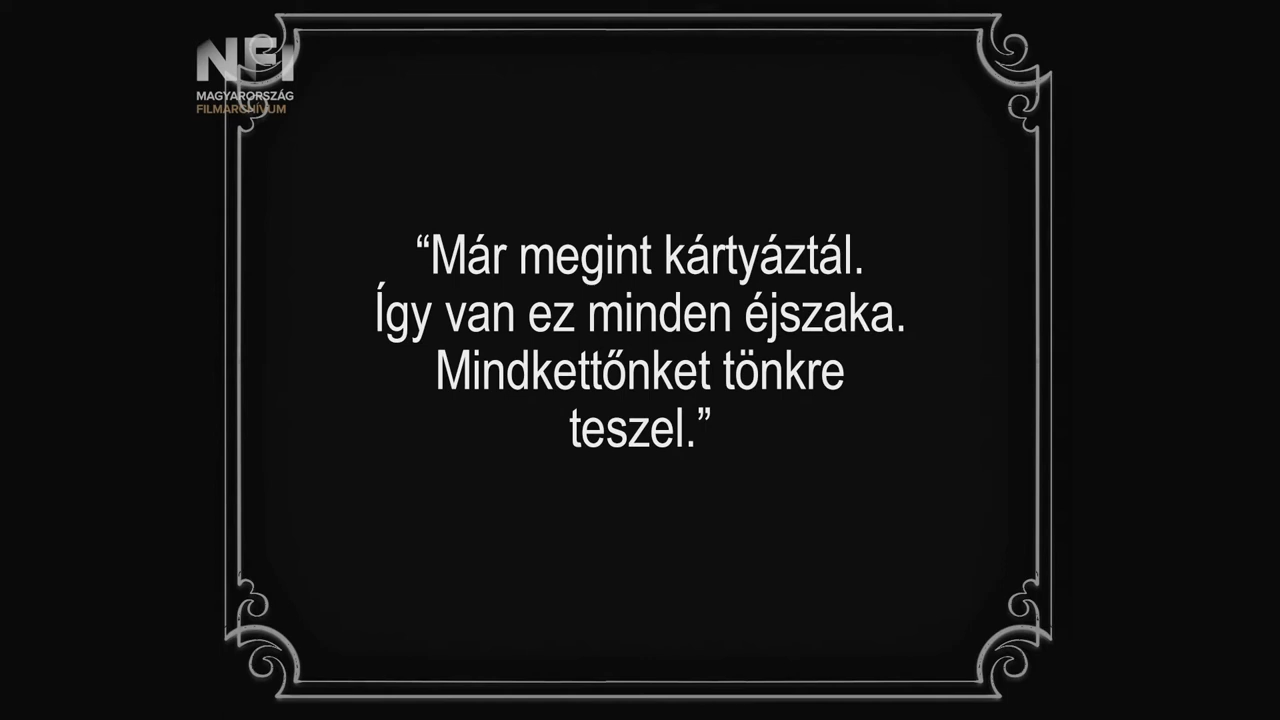 NFI
MAGYARORSZÁG
FILMARCHÍVUM
“Már megint kártyáztál.
Így van ez minden éjszaka.
Mindkettőnket tönkre
teszel.”